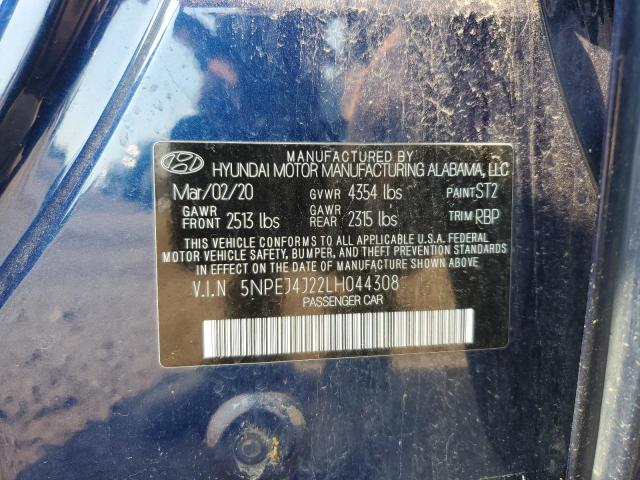 MANUFACTURED BY
HYUNDAI MOTOR MANUFACTURING ALABAMA, LLC
Mar/02/20 GVWR 4354 lbs PAINT ST2
GAWR FRONT 2513 lbs GAWR REAR 2315 lbs TRIM RBP
THIS VEHICLE CONFORMS TO ALL APPLICABLE U.S.A. FEDERAL
MOTOR VEHICLE SAFETY, BUMPER, AND THEFT PREVENTION STANDARDS
IN EFFECT ON THE DATE OF MANUFACTURE SHOWN ABOVE.
V.I.N 5NPEJ4J22LH044308
PASSENGER CAR